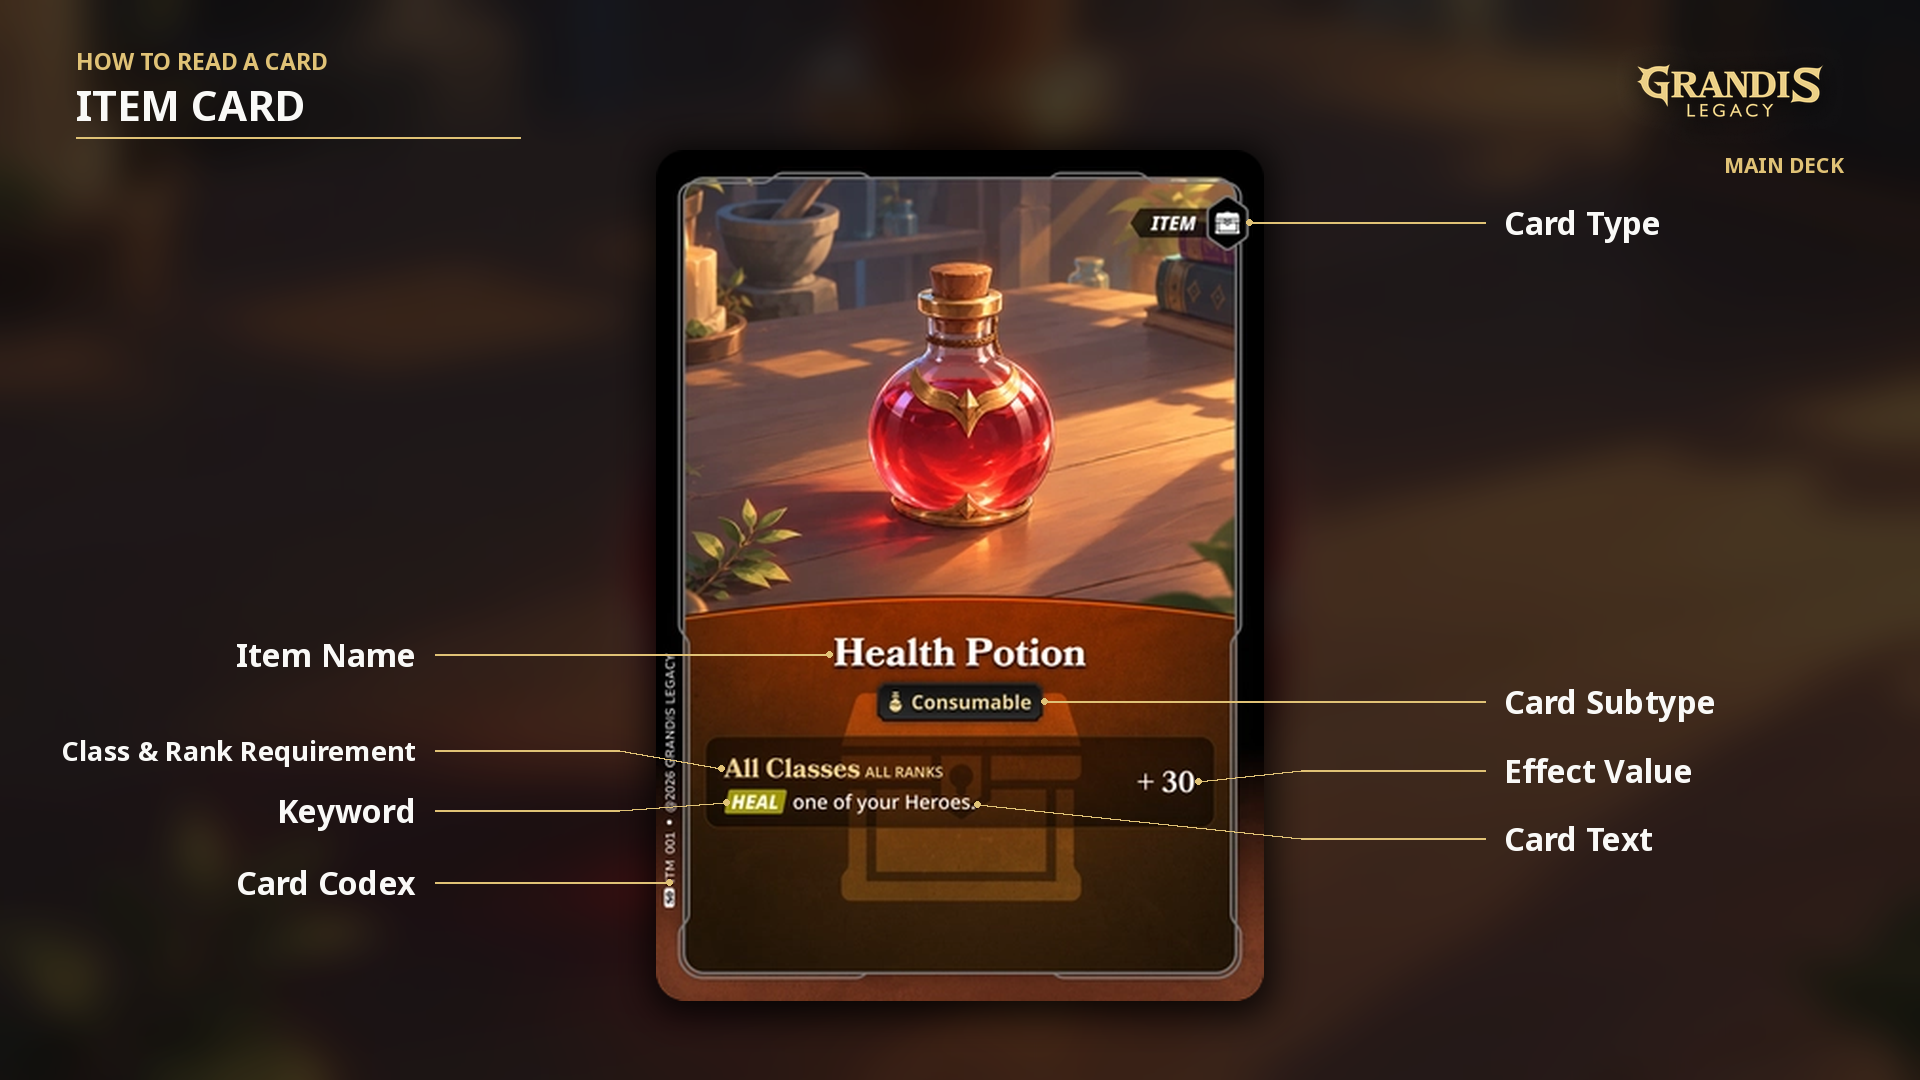 HOW TO READ A CARD
ITEM CARD
GRANDIS
LEGACY
MAIN DECK
ITEM
Card Type
Item Name
Health Potion
Consumable
Card Subtype
Class & Rank Requirement
All Classes ALL RANKS
+ 30
Effect Value
Keyword
HEAL one of your Heroes.
Card Text
Card Codex
ITM 001 • ©2026 GRANDIS LEGACY